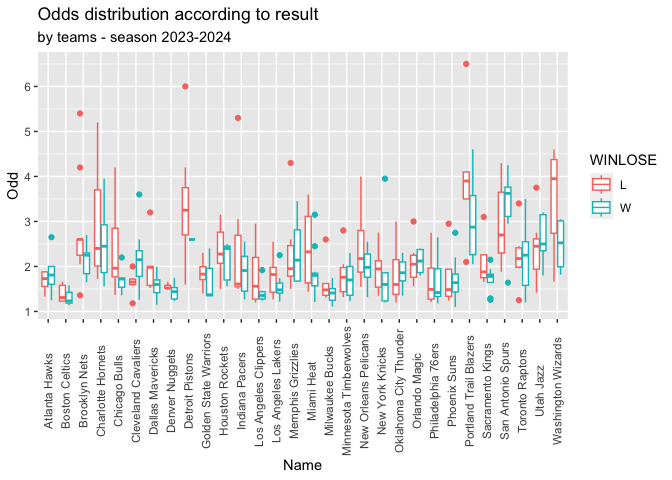 Odds distribution according to result
by teams - season 2023-2024
6
5
4
3
2
1
Odd
Atlanta Hawks
Boston Celtics
Brooklyn Nets
Charlotte Hornets
Chicago Bulls
Cleveland Cavaliers
Dallas Mavericks
Denver Nuggets
Detroit Pistons
Golden State Warriors
Houston Rockets
Indiana Pacers
Los Angeles Clippers
Los Angeles Lakers
Memphis Grizzlies
Miami Heat
Milwaukee Bucks
Minnesota Timberwolves
New Orleans Pelicans
New York Knicks
Oklahoma City Thunder
Orlando Magic
Philadelphia 76ers
Phoenix Suns
Portland Trail Blazers
Sacramento Kings
San Antonio Spurs
Toronto Raptors
Utah Jazz
Washington Wizards
Name
WINLOSE
L
W